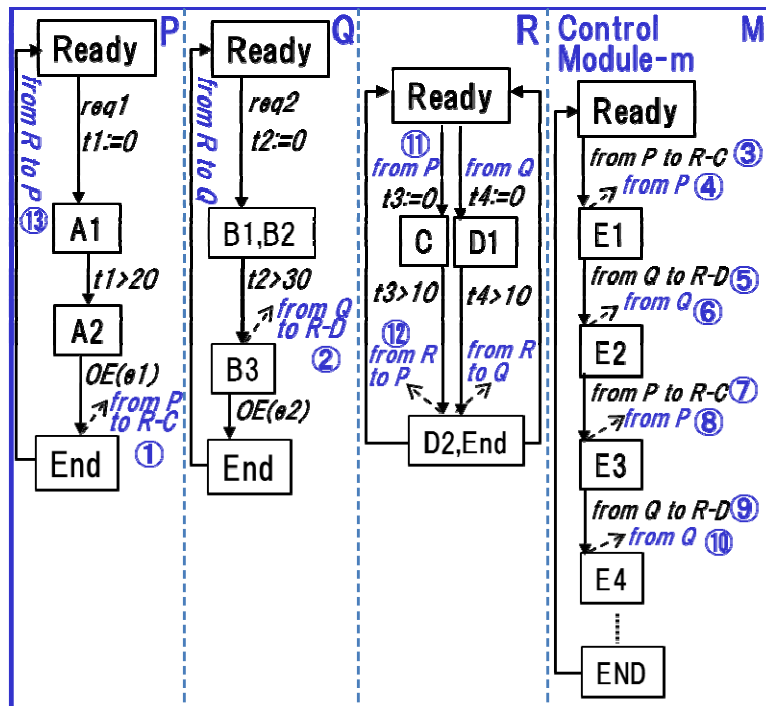 P
Ready
req1
t1:=0
from R to P
⑬
A1
t1>20
A2
OE(e1)
from P
to R-C
①
End
Q
Ready
req2
t2:=0
from R to Q
B1,B2
t2>30
from Q
to R-D
②
B3
OE(e2)
End
R
Ready
⑪
from P
from Q
t3:=0
t4:=0
C
D1
t3>10
t4>10
⑫
from R
to P
from R
to Q
D2,End
Control
Module-m
M
Ready
from P to R-C ③
from P ④
E1
from Q to R-D ⑤
from Q ⑥
E2
from P to R-C ⑦
from P ⑧
E3
from Q to R-D ⑨
from Q ⑩
E4
END